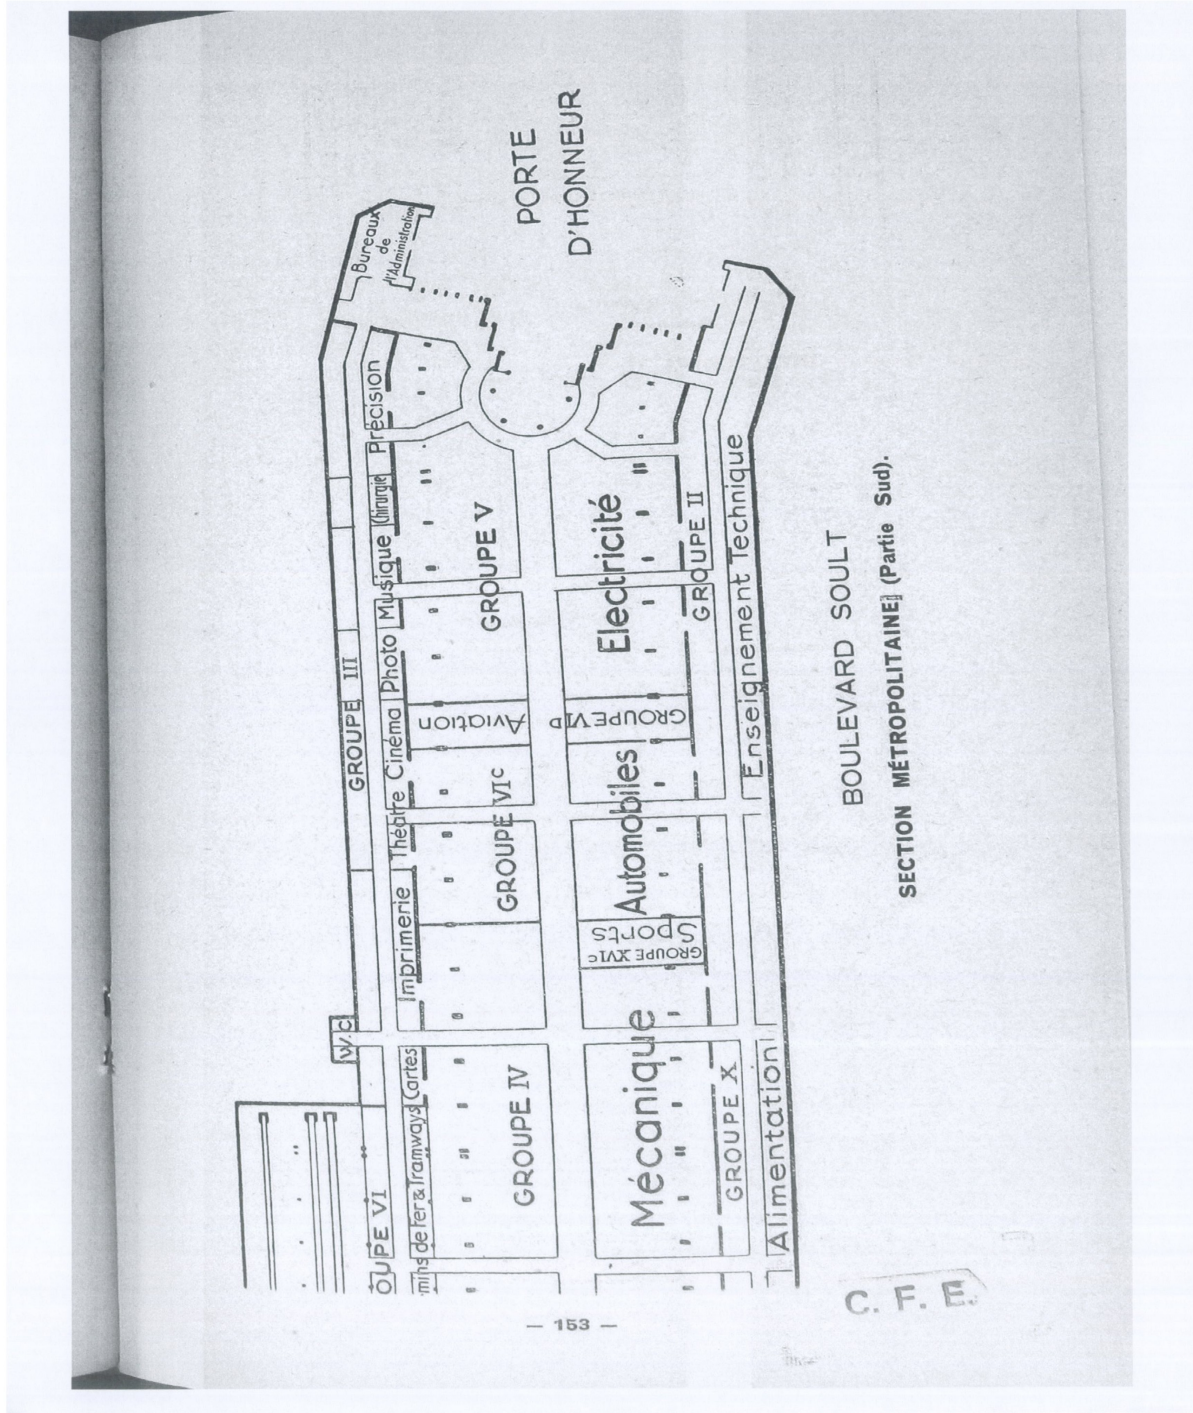 PORTE
D'HONNEUR
Bureaux
de
l'Administration
Précision
Chirurgie
Musique
Photo
Cinéma
Théâtre
Imprimerie
Cartes
mins de Fer & Tramways
GROUPE III
W.C
OUPE VI
GROUPE V
Aviation
GROUPE VIc
GROUPE IV
Electricité
GROUPE VID
Automobiles
Sports
GROUPE XVIc
Mécanique
GROUPE II
Enseignement Technique
GROUPE X
Alimentation
BOULEVARD SOULT
SECTION MÉTROPOLITAINE (Partie Sud).
C. F. E.
— 153 —